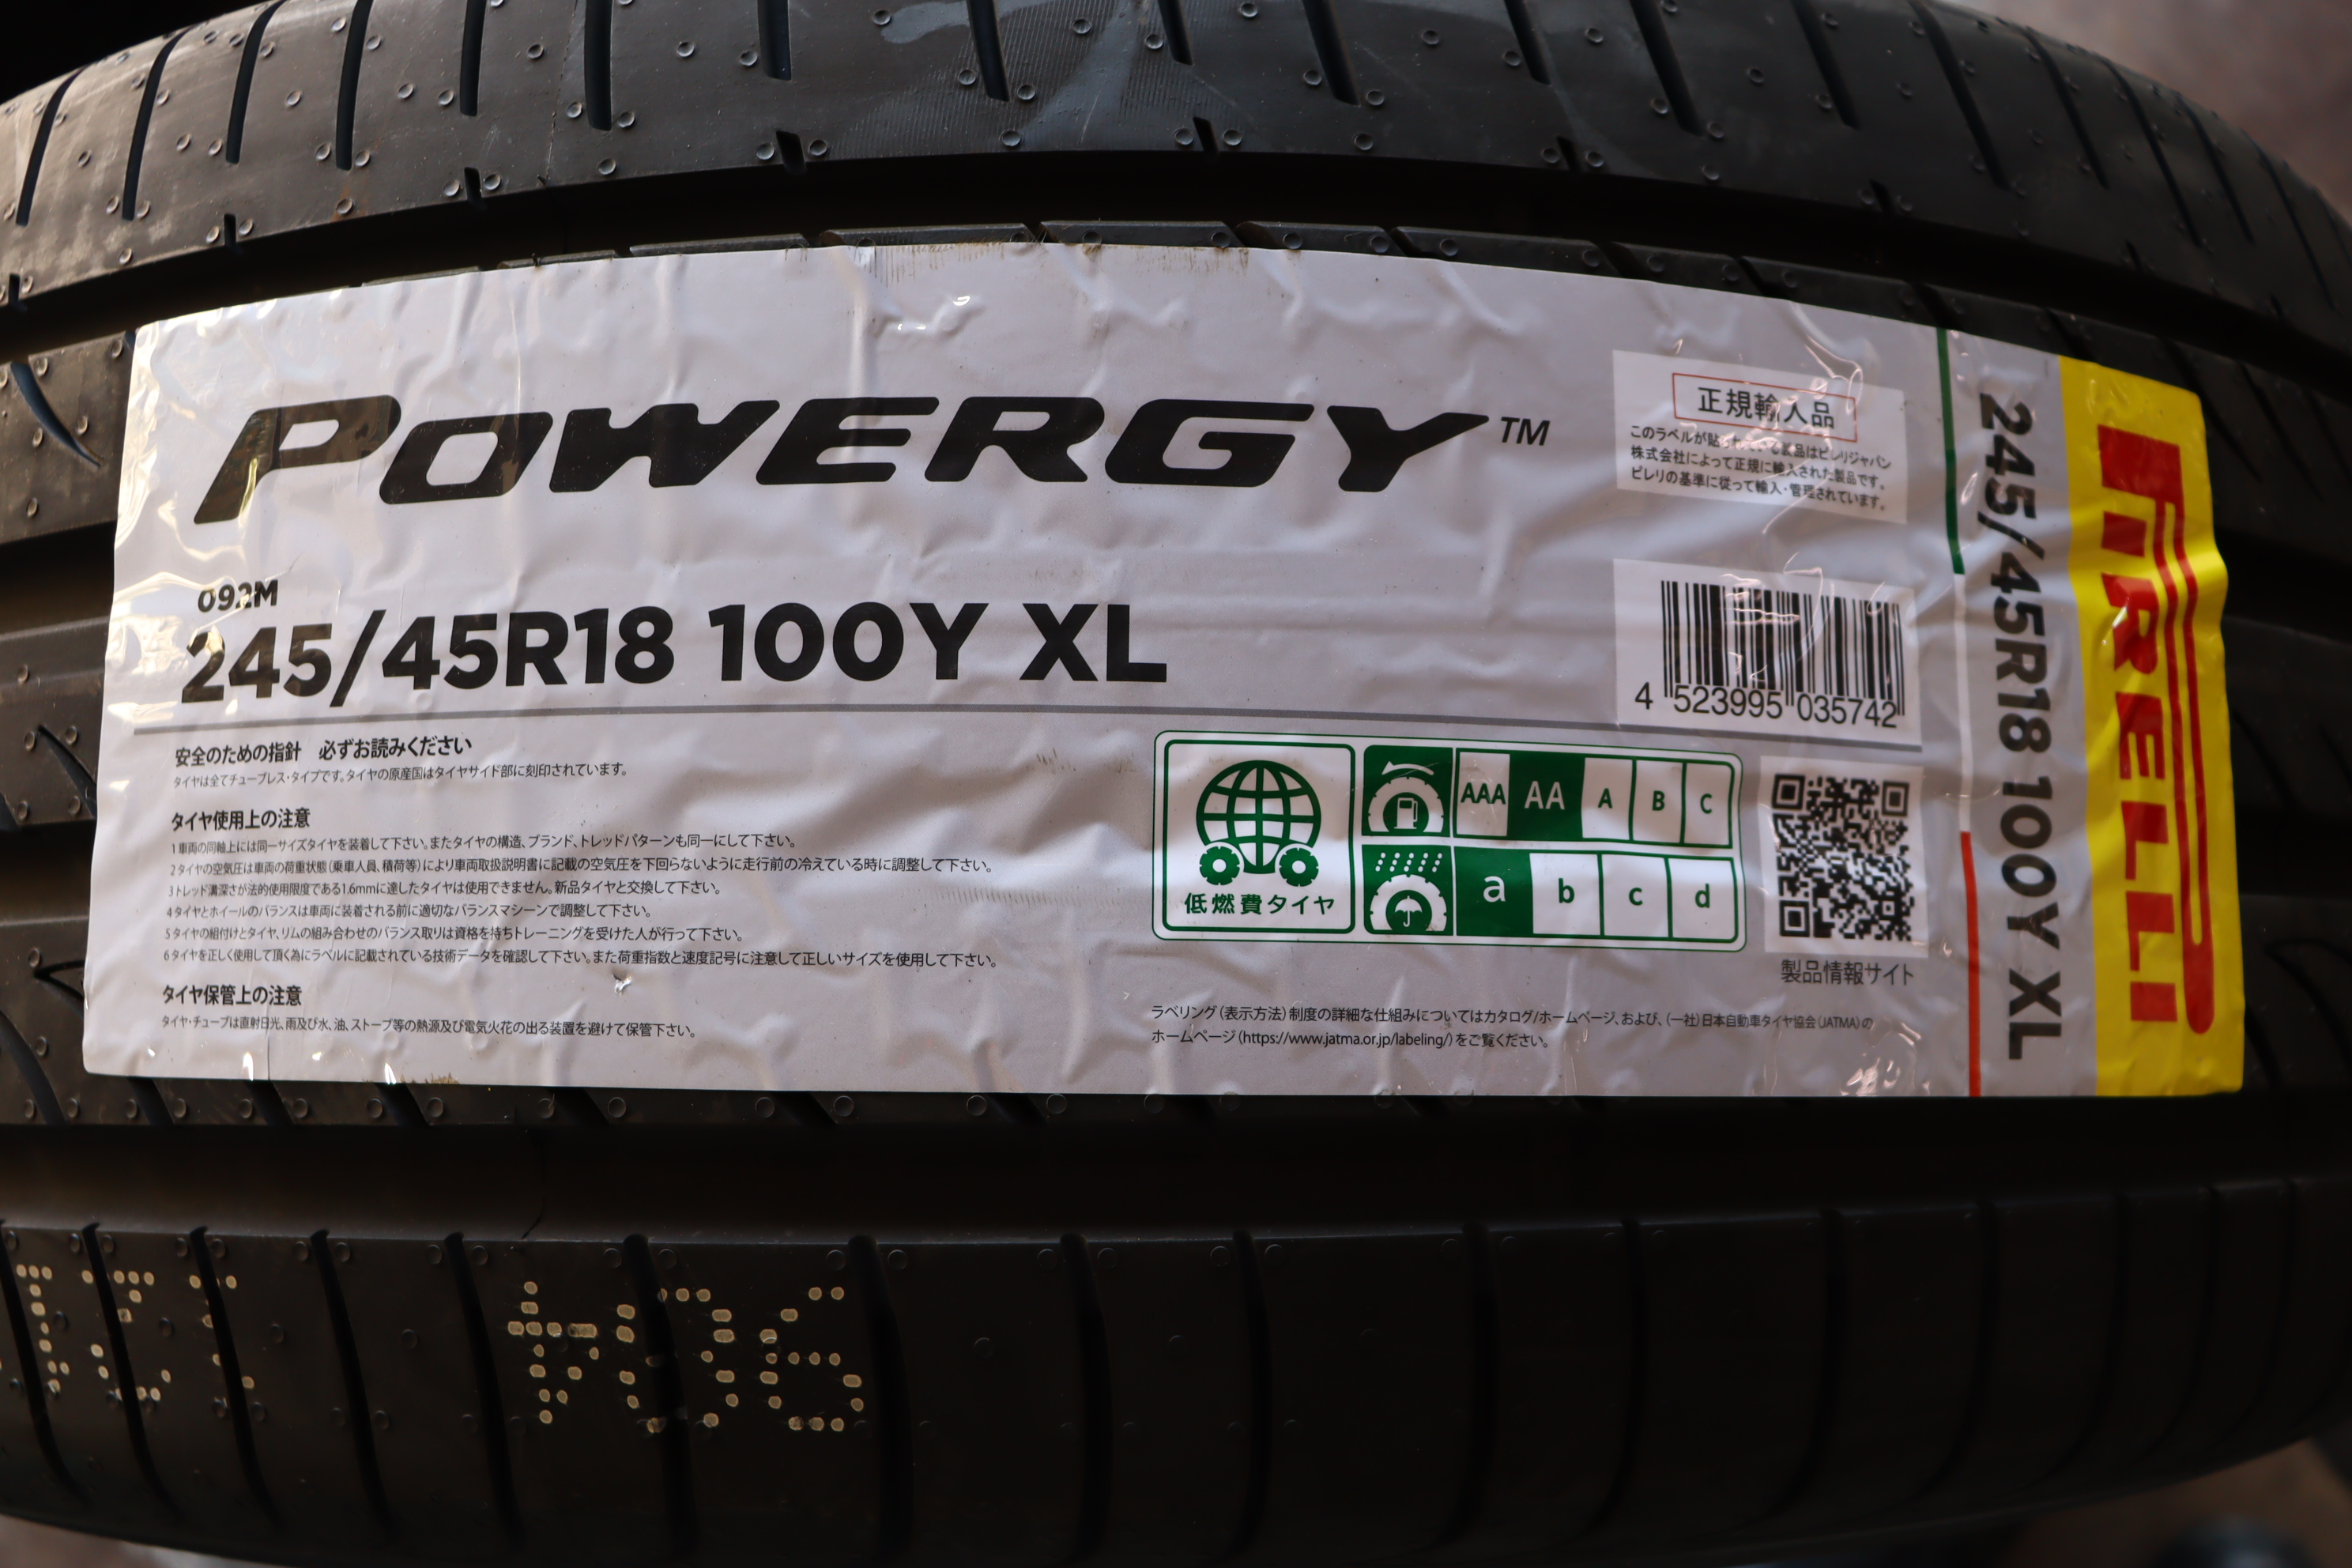 POWERGY™
正規輸入品
このラベルが貼られている製品はピレリジャパン
株式会社によって正規に輸入された製品です。
ピレリの基準に従って輸入・管理されています。
092M
245/45R18 100Y XL
4 523995 035742
安全のための指針 必ずお読みください
タイヤは全てチューブレス・タイプです。タイヤの原産国はタイヤサイド部に刻印されています。
タイヤ使用上の注意
1 車両の同軸上には同一サイズタイヤを装着して下さい。またタイヤの構造、ブランド、トレッドパターンも同一にして下さい。
2 タイヤの空気圧は車両の荷重状態（乗車人員、積荷等）により車両取扱説明書に記載の空気圧を下回らないように走行前の冷えている時に調整して下さい。
3 トレッド溝深さが法的使用限度である1.6mmに達したタイヤは使用できません。新品タイヤと交換して下さい。
4 タイヤとホイールのバランスは車両に装着される前に適切なバランスマシーンで調整して下さい。
5 タイヤの組付けとタイヤ、リムの組み合わせのバランス取りは資格を持ちトレーニングを受けた人が行って下さい。
6 タイヤを正しく使用して頂く為にラベルに記載されている技術データを確認して下さい。また荷重指数と速度記号に注意して正しいサイズを使用して下さい。
タイヤ保管上の注意
タイヤ・チューブは直射日光、雨及び水、油、ストーブ等の熱源及び電気火花の出る装置を避けて保管下さい。
低燃費タイヤ
AAA AA A B C
a b c d
製品情報サイト
ラベリング（表示方法）制度の詳細な仕組みについてはカタログ/ホームページ、および、（一社）日本自動車タイヤ協会（JATMA）の
ホームページ（https://www.jatma.or.jp/labeling/）をご覧ください。
245/45R18 100Y XL
PIRELLI